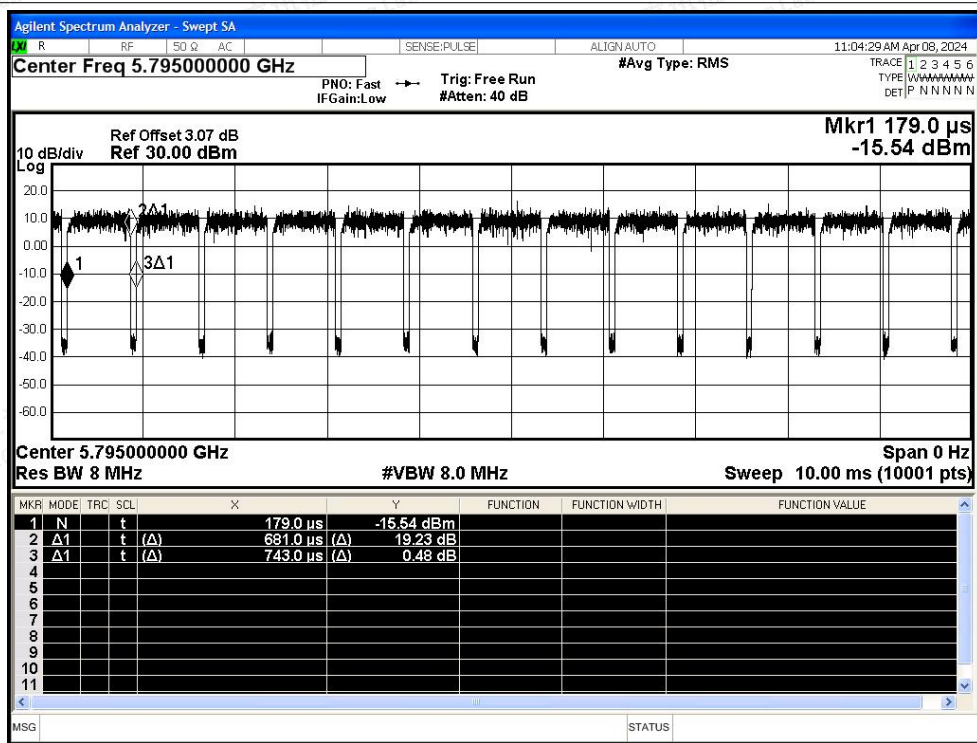 Agilent Spectrum Analyzer - Swept SA
LXI R RF 50 Ω AC SENSE:PULSE ALIGN AUTO 11:04:29 AM Apr 08, 2024
Center Freq 5.795000000 GHz #Avg Type: RMS TRACE 1 2 3 4 5 6
PNO: Fast Trig: Free Run TYPE WWWWWW
IFGain:Low #Atten: 40 dB DET P N N N N N
Mkr1 179.0 µs
Ref Offset 3.07 dB
10 dB/div Ref 30.00 dBm -15.54 dBm
Log
20.0
10.0 2Δ1
0.00
-10.0 1 3Δ1
-20.0
-30.0
-40.0
-50.0
-60.0
Center 5.795000000 GHz Span 0 Hz
Res BW 8 MHz #VBW 8.0 MHz Sweep 10.00 ms (10001 pts)
MKR MODE TRC SCL X Y FUNCTION FUNCTION WIDTH FUNCTION VALUE
1 N t 179.0 µs -15.54 dBm
2 Δ1 t (Δ) 681.0 µs (Δ) 19.23 dB
3 Δ1 t (Δ) 743.0 µs (Δ) 0.48 dB
4
5
6
7
8
9
10
11
MSG STATUS